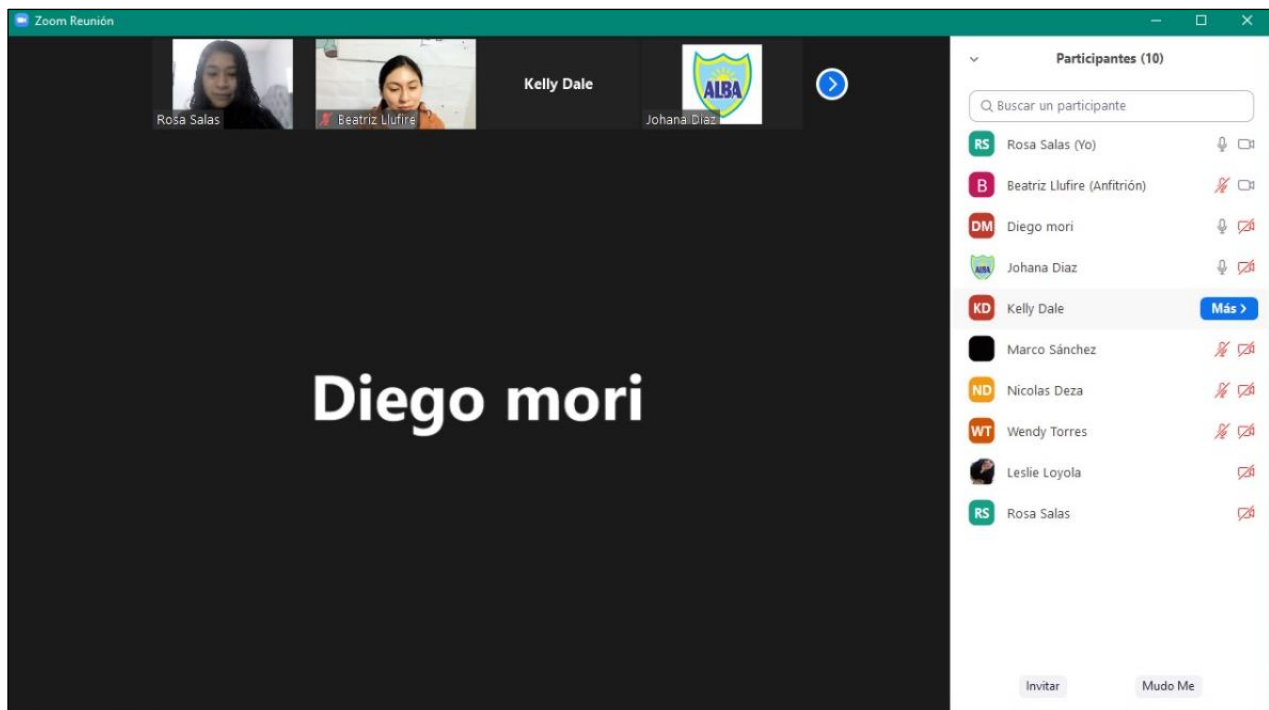 Zoom Reunión
Rosa Salas
Beatriz Llufire
Kelly Dale
ALBA
Johana Diaz
Diego mori
Participantes (10)
Buscar un participante
RS Rosa Salas (Yo)
B Beatriz Llufire (Anfitrión)
DM Diego mori
ALBA Johana Diaz
KD Kelly Dale Más >
Marco Sánchez
ND Nicolas Deza
WT Wendy Torres
Leslie Loyola
RS Rosa Salas
Invitar Mudo Me